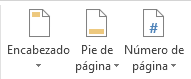 Encabezado
Pie de
página
Número de
página
#